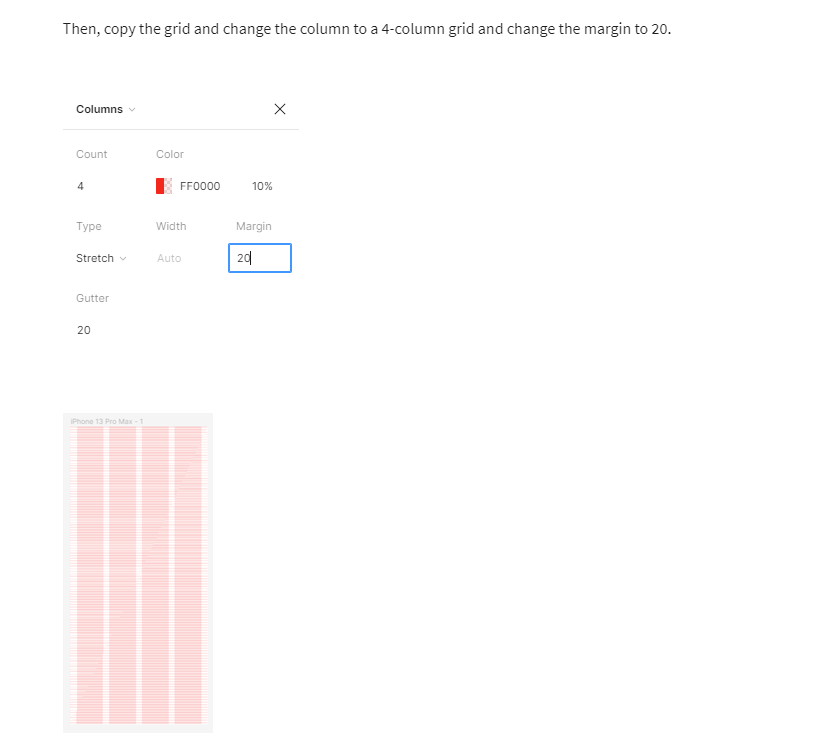 Then, copy the grid and change the column to a 4-column grid and change the margin to 20.
Columns
Count Color
4 FF0000 10%
Type Width Margin
Stretch Auto 20
Gutter
20
iPhone 13 Pro Max - 1